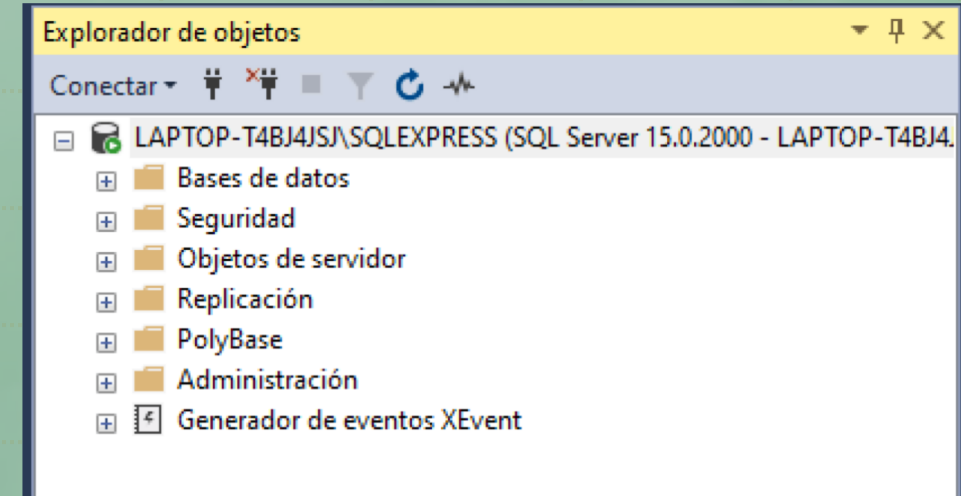 Explorador de objetos
Conectar
LAPTOP-T4BJ4JSJ\SQLEXPRESS (SQL Server 15.0.2000 - LAPTOP-T4BJ4J
Bases de datos
Seguridad
Objetos de servidor
Replicación
PolyBase
Administración
Generador de eventos XEvent